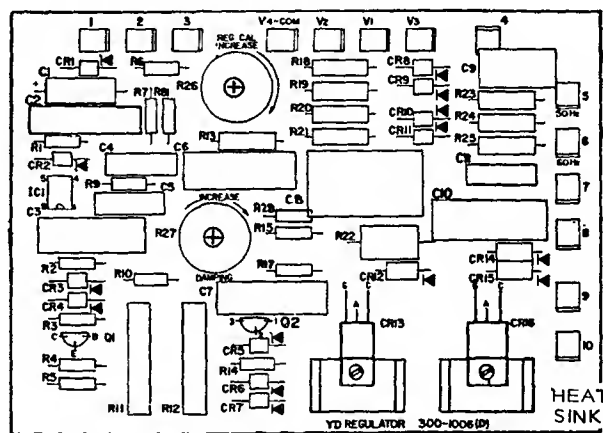 1 2 3 V4-COM V2 V1 V3 4
REG CAL
INCREASE
CR1
R6
R18
CR8
C9
C1
+
R26
R19
CR9
R23
5
50Hz
C2
R7
R8
R20
CR10
R24
R1
R13
R21
CR11
R25
6
60Hz
CR2
C4
C6
C11
IC1
R9
C5
C8
C10
7
C3
INCREASE
R28
R27
R15
R22
8
R2
R10
DAMPING
R17
CR12
CR14
CR15
CR3
C7
G C
A
G C
A
9
CR4
R3
3 1
Q2
CR13
CR16
C B
E
Q1
CR5
R4
R14
10
R5
CR6
R11
R12
CR7
HEAT
SINK
YD REGULATOR 300-1006(D)